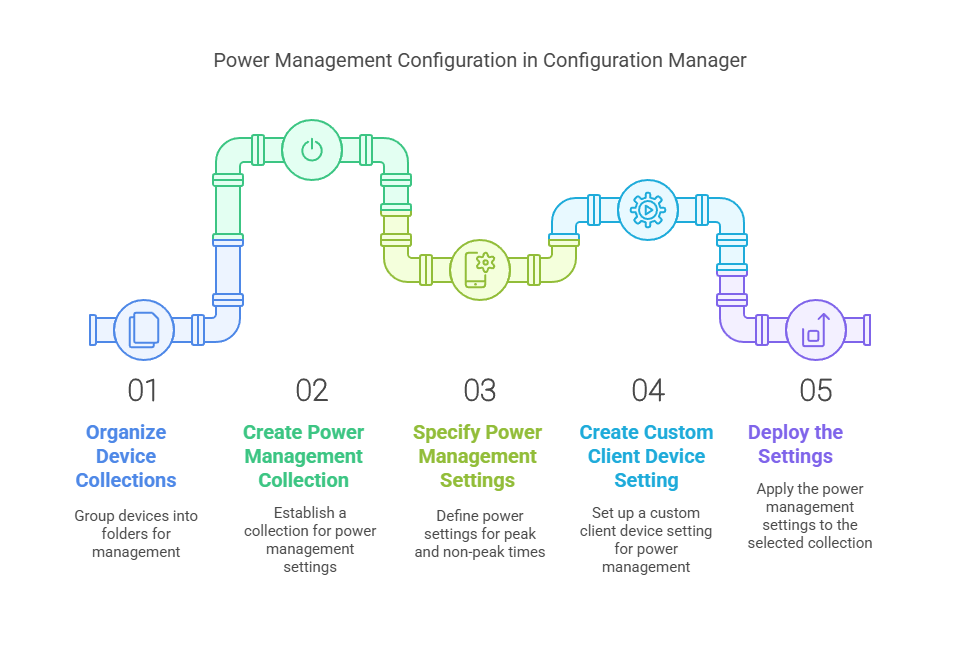 Power Management Configuration in Configuration Manager
01
02
03
04
05
Organize
Device
Collections
Group devices into
folders for
management
Create Power
Management
Collection
Establish a
collection for power
management
settings
Specify Power
Management
Settings
Define power
settings for peak
and non-peak times
Create Custom
Client Device
Setting
Set up a custom
client device setting
for power
management
Deploy the
Settings
Apply the power
management
settings to the
selected collection